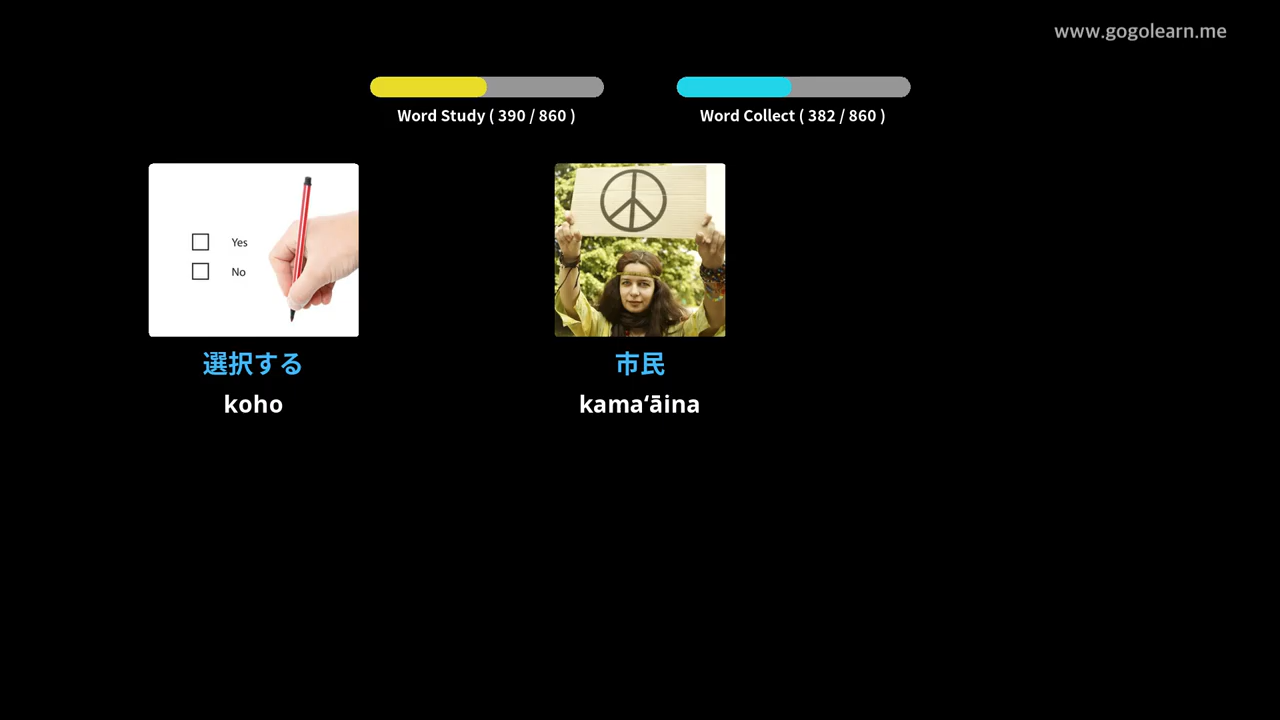 www.gogolearn.me
Word Study ( 390 / 860 )
Word Collect ( 382 / 860 )
Yes
No
選択する
koho
市民
kamaʻāina